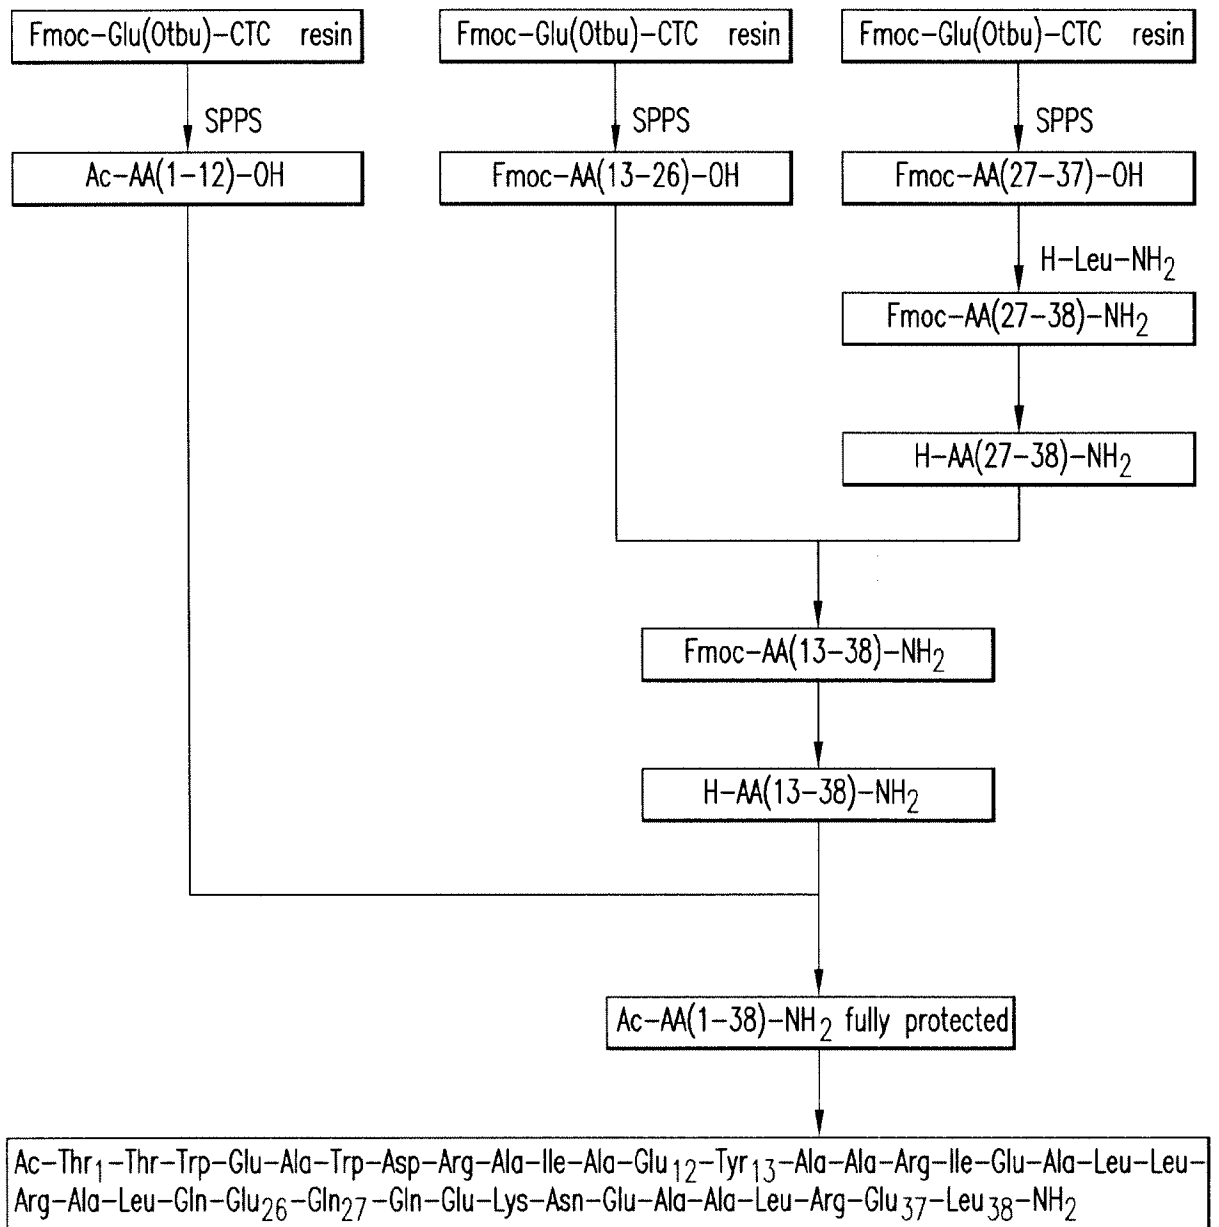 Fmoc-Glu(Otbu)-CTC resin
Fmoc-Glu(Otbu)-CTC resin
Fmoc-Glu(Otbu)-CTC resin
SPPS
SPPS
SPPS
Ac-AA(1-12)-OH
Fmoc-AA(13-26)-OH
Fmoc-AA(27-37)-OH
H-Leu-NH2
Fmoc-AA(27-38)-NH2
H-AA(27-38)-NH2
Fmoc-AA(13-38)-NH2
H-AA(13-38)-NH2
Ac-AA(1-38)-NH2 fully protected
Ac-Thr1-Thr-Trp-Glu-Ala-Trp-Asp-Arg-Ala-Ile-Ala-Glu12-Tyr13-Ala-Ala-Arg-Ile-Glu-Ala-Leu-Leu-
Arg-Ala-Leu-Gln-Glu26-Gln27-Gln-Glu-Lys-Asn-Glu-Ala-Ala-Leu-Arg-Glu37-Leu38-NH2